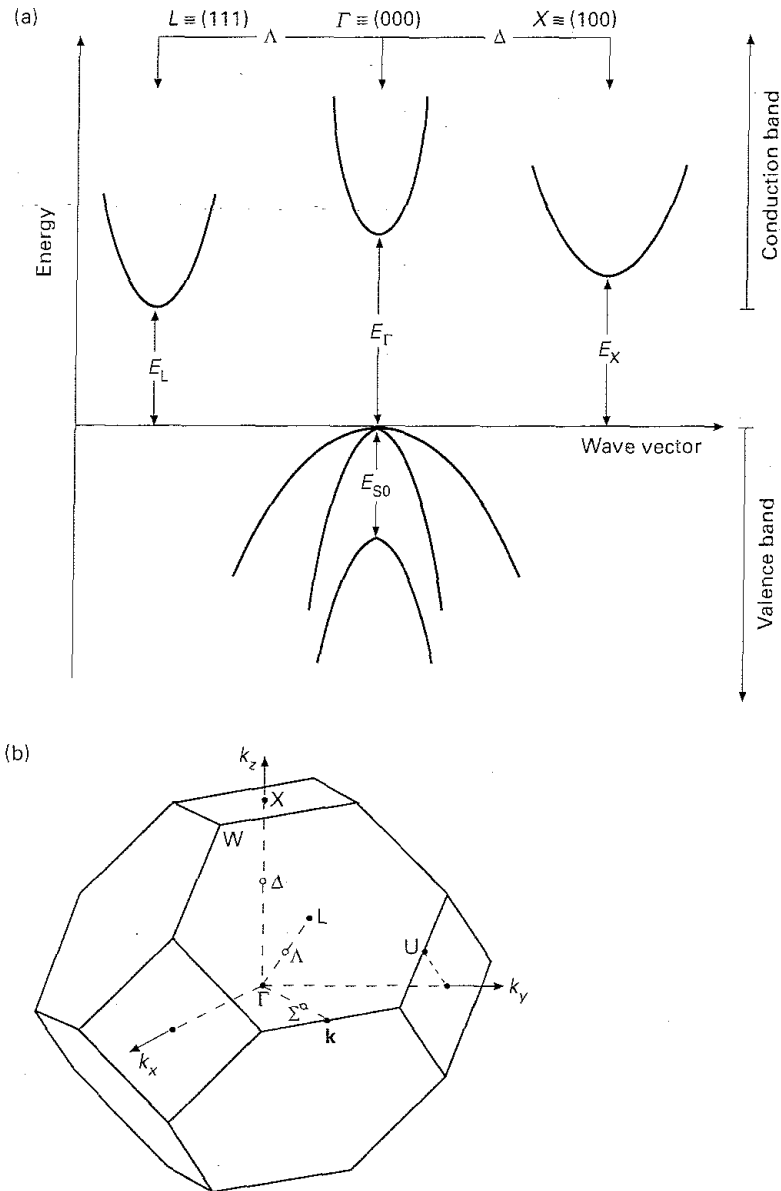 (a)
L ≡ (111)
Γ ≡ (000)
X ≡ (100)
Λ
Δ
Energy
Conduction band
E_L
E_Γ
E_X
Wave vector
E_S0
Valence band
(b)
k_z
X
W
Δ
L
Λ
U
Γ
k_y
Σ
k
k_x